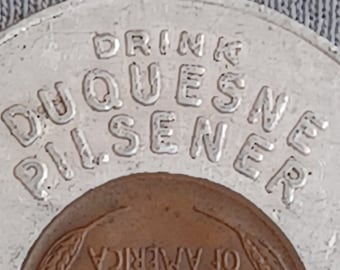 DRINK
DUQUESNE
PILSENER
OF AMERICA